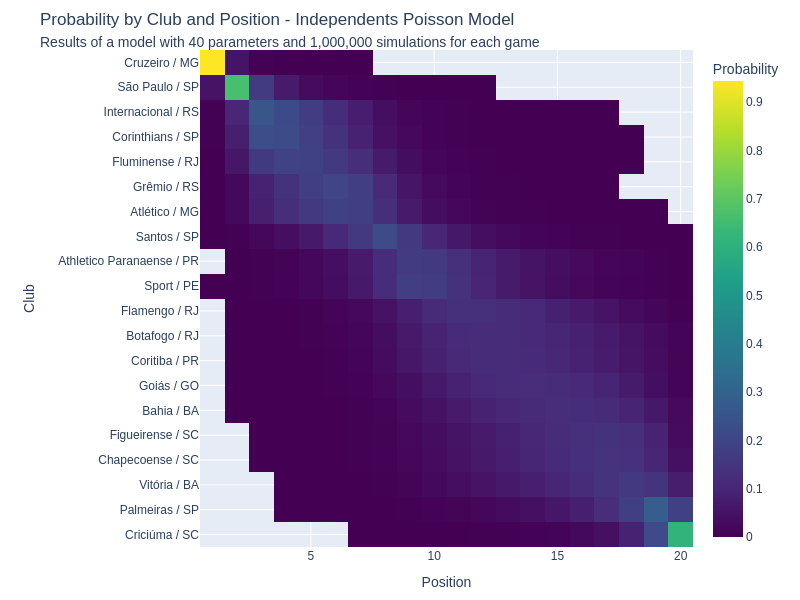 Probability by Club and Position - Independents Poisson Model
Results of a model with 40 parameters and 1,000,000 simulations for each game
Probability
Cruzeiro / MG
São Paulo / SP
Internacional / RS
Corinthians / SP
Fluminense / RJ
Grêmio / RS
Atlético / MG
Santos / SP
Athletico Paranaense / PR
Sport / PE
Flamengo / RJ
Botafogo / RJ
Coritiba / PR
Goiás / GO
Bahia / BA
Figueirense / SC
Chapecoense / SC
Vitória / BA
Palmeiras / SP
Criciúma / SC
Club
5
10
15
20
Position
0.9
0.8
0.7
0.6
0.5
0.4
0.3
0.2
0.1
0